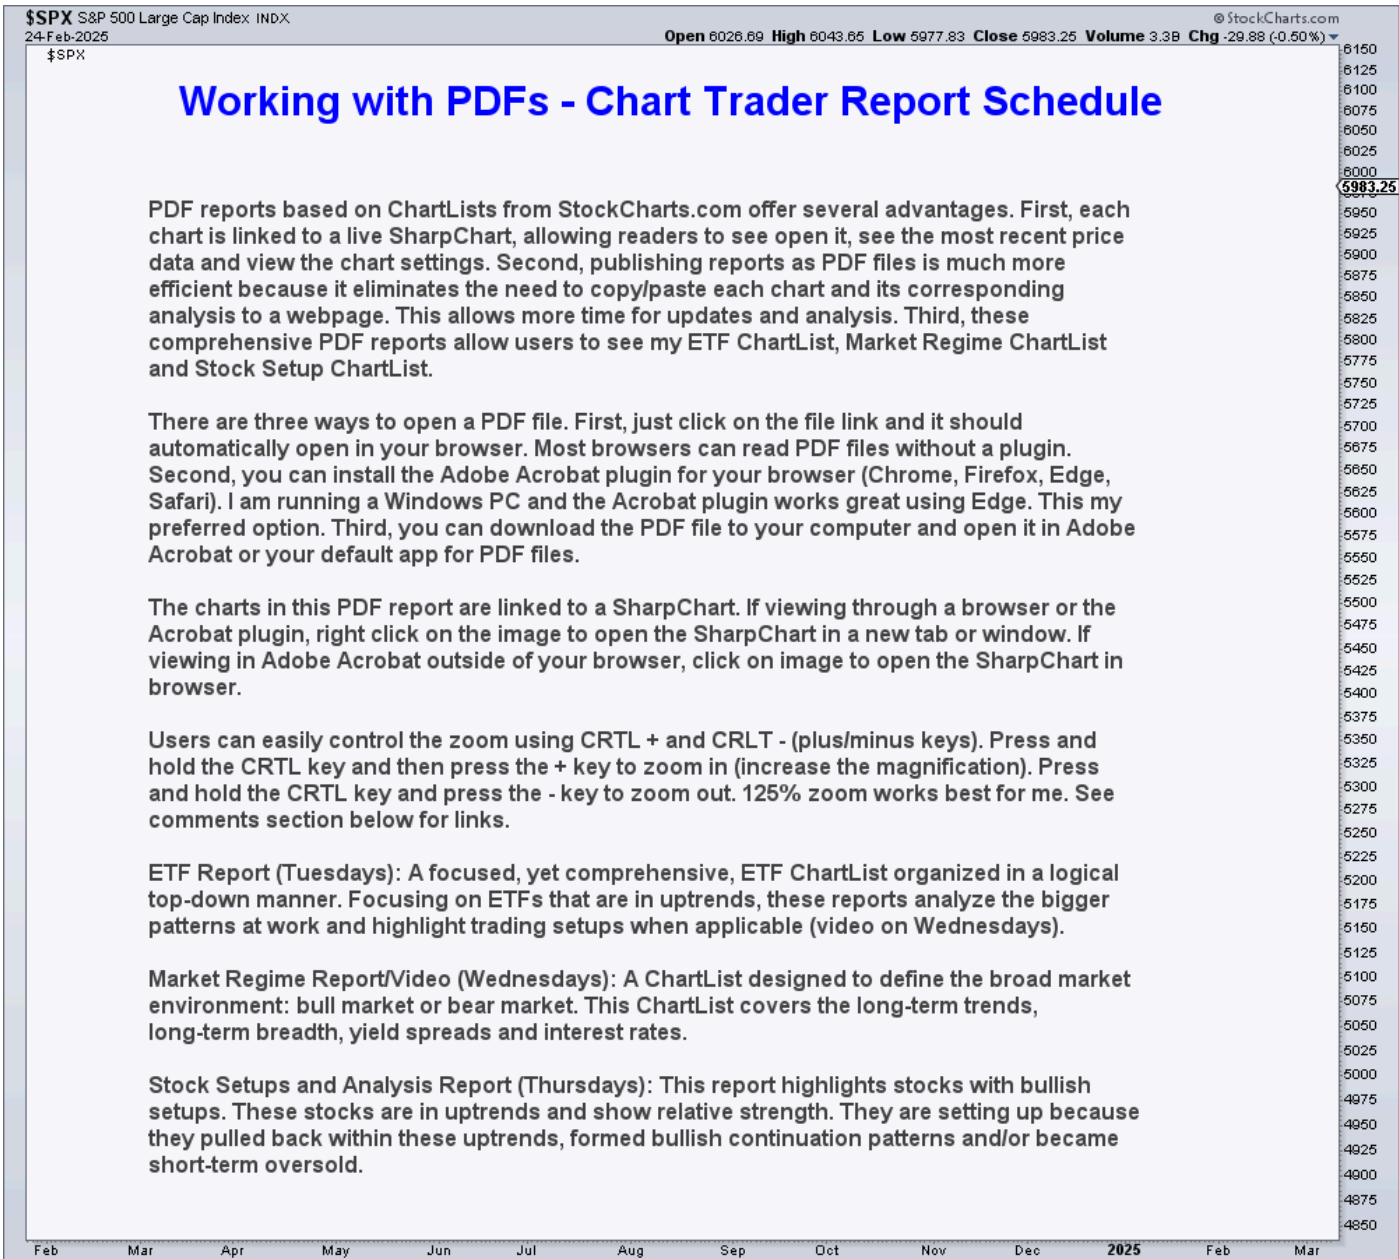 $SPX S&P 500 Large Cap Index INDX
© StockCharts.com
24-Feb-2025
Open 6026.69 High 6043.65 Low 5977.83 Close 5983.25 Volume 3.3B Chg -29.88 (-0.50%)
$SPX
Working with PDFs - Chart Trader Report Schedule
PDF reports based on ChartLists from StockCharts.com offer several advantages. First, each
chart is linked to a live SharpChart, allowing readers to see open it, see the most recent price
data and view the chart settings. Second, publishing reports as PDF files is much more
efficient because it eliminates the need to copy/paste each chart and its corresponding
analysis to a webpage. This allows more time for updates and analysis. Third, these
comprehensive PDF reports allow users to see my ETF ChartList, Market Regime ChartList
and Stock Setup ChartList.
There are three ways to open a PDF file. First, just click on the file link and it should
automatically open in your browser. Most browsers can read PDF files without a plugin.
Second, you can install the Adobe Acrobat plugin for your browser (Chrome, Firefox, Edge,
Safari). I am running a Windows PC and the Acrobat plugin works great using Edge. This my
preferred option. Third, you can download the PDF file to your computer and open it in Adobe
Acrobat or your default app for PDF files.
The charts in this PDF report are linked to a SharpChart. If viewing through a browser or the
Acrobat plugin, right click on the image to open the SharpChart in a new tab or window. If
viewing in Adobe Acrobat outside of your browser, click on image to open the SharpChart in
browser.
Users can easily control the zoom using CRTL + and CRLT - (plus/minus keys). Press and
hold the CRTL key and then press the + key to zoom in (increase the magnification). Press
and hold the CRTL key and press the - key to zoom out. 125% zoom works best for me. See
comments section below for links.
ETF Report (Tuesdays): A focused, yet comprehensive, ETF ChartList organized in a logical
top-down manner. Focusing on ETFs that are in uptrends, these reports analyze the bigger
patterns at work and highlight trading setups when applicable (video on Wednesdays).
Market Regime Report/Video (Wednesdays): A ChartList designed to define the broad market
environment: bull market or bear market. This ChartList covers the long-term trends,
long-term breadth, yield spreads and interest rates.
Stock Setups and Analysis Report (Thursdays): This report highlights stocks with bullish
setups. These stocks are in uptrends and show relative strength. They are setting up because
they pulled back within these uptrends, formed bullish continuation patterns and/or became
short-term oversold.
6150
6125
6100
6075
6050
6025
6000
5983.25
5950
5925
5900
5875
5850
5825
5800
5775
5750
5725
5700
5675
5650
5625
5600
5575
5550
5525
5500
5475
5450
5425
5400
5375
5350
5325
5300
5275
5250
5225
5200
5175
5150
5125
5100
5075
5050
5025
5000
4975
4950
4925
4900
4875
4850
Feb Mar Apr May Jun Jul Aug Sep Oct Nov Dec 2025 Feb Mar